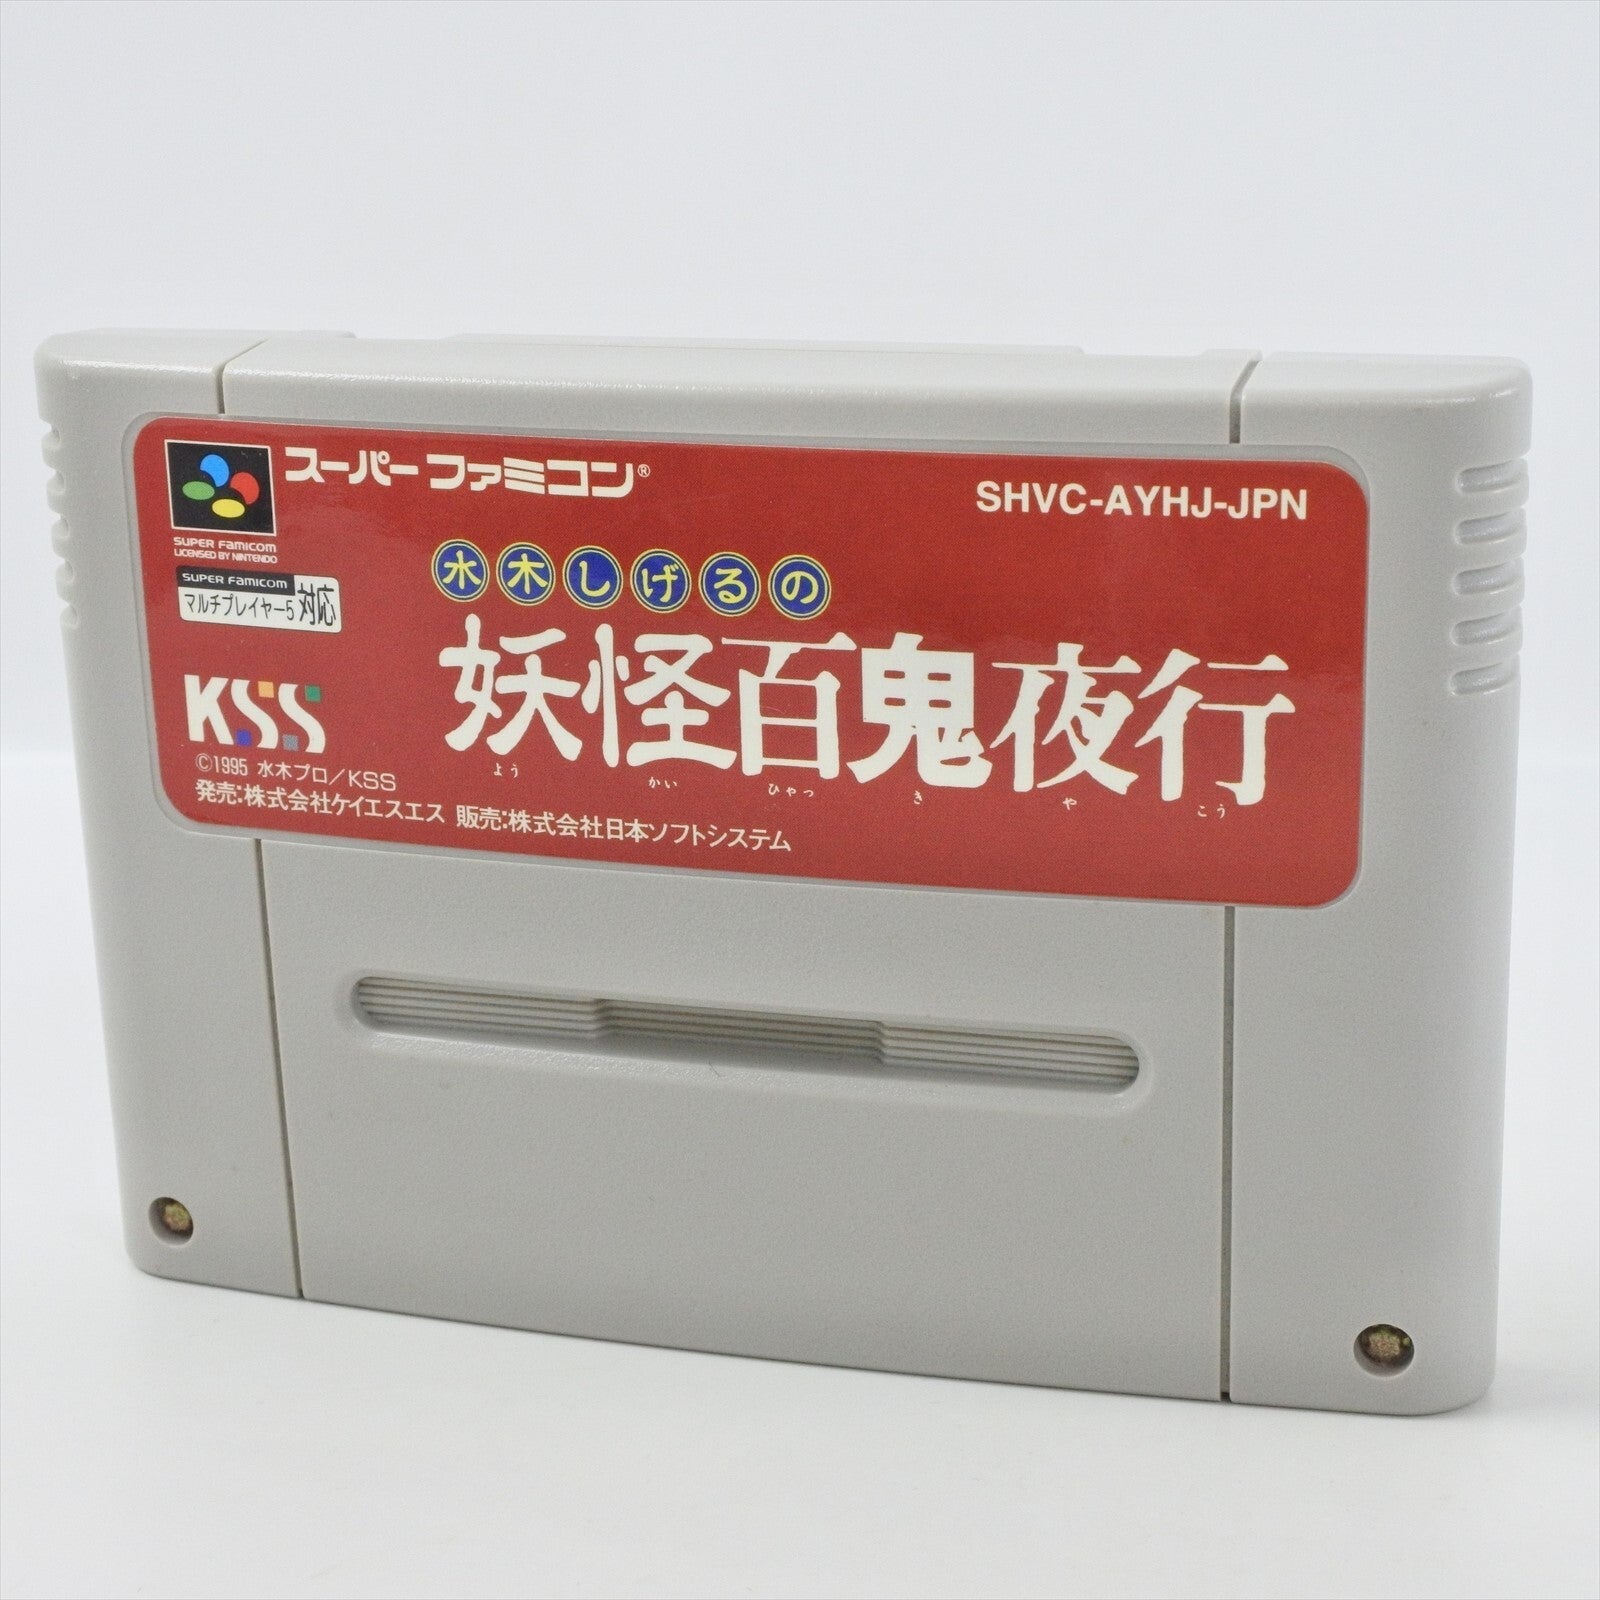 スーパーファミコン®
SHVC-AYHJ-JPN
SUPER FAMICOM
LICENSED BY NINTENDO
SUPER FAMICOM
マルチプレイヤー5 対応
水木しげるの
妖怪百鬼夜行
よう かい ひゃっ き や こう
KSS
©1995 水木プロ/KSS
発売:株式会社ケイエスエス 販売:株式会社日本ソフトシステム